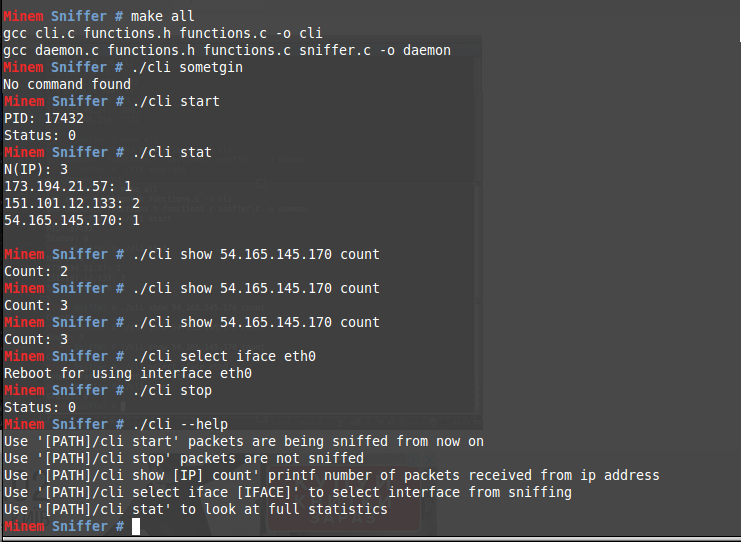 Minem Sniffer # make all
gcc cli.c functions.h functions.c -o cli
gcc daemon.c functions.h functions.c sniffer.c -o daemon
Minem Sniffer # ./cli sometgin
No command found
Minem Sniffer # ./cli start
PID: 17432
Status: 0
Minem Sniffer # ./cli stat
N(IP): 3
173.194.21.57: 1
151.101.12.133: 2
54.165.145.170: 1
Minem Sniffer # ./cli show 54.165.145.170 count
Count: 2
Minem Sniffer # ./cli show 54.165.145.170 count
Count: 3
Minem Sniffer # ./cli show 54.165.145.170 count
Count: 3
Minem Sniffer # ./cli select iface eth0
Reboot for using interface eth0
Minem Sniffer # ./cli stop
Status: 0
Minem Sniffer # ./cli --help
Use '[PATH]/cli start' packets are being sniffed from now on
Use '[PATH]/cli stop' packets are not sniffed
Use '[PATH]/cli show [IP] count' printf number of packets received from ip address
Use '[PATH]/cli select iface [IFACE]' to select interface from sniffing
Use '[PATH]/cli stat' to look at full statistics
Minem Sniffer #